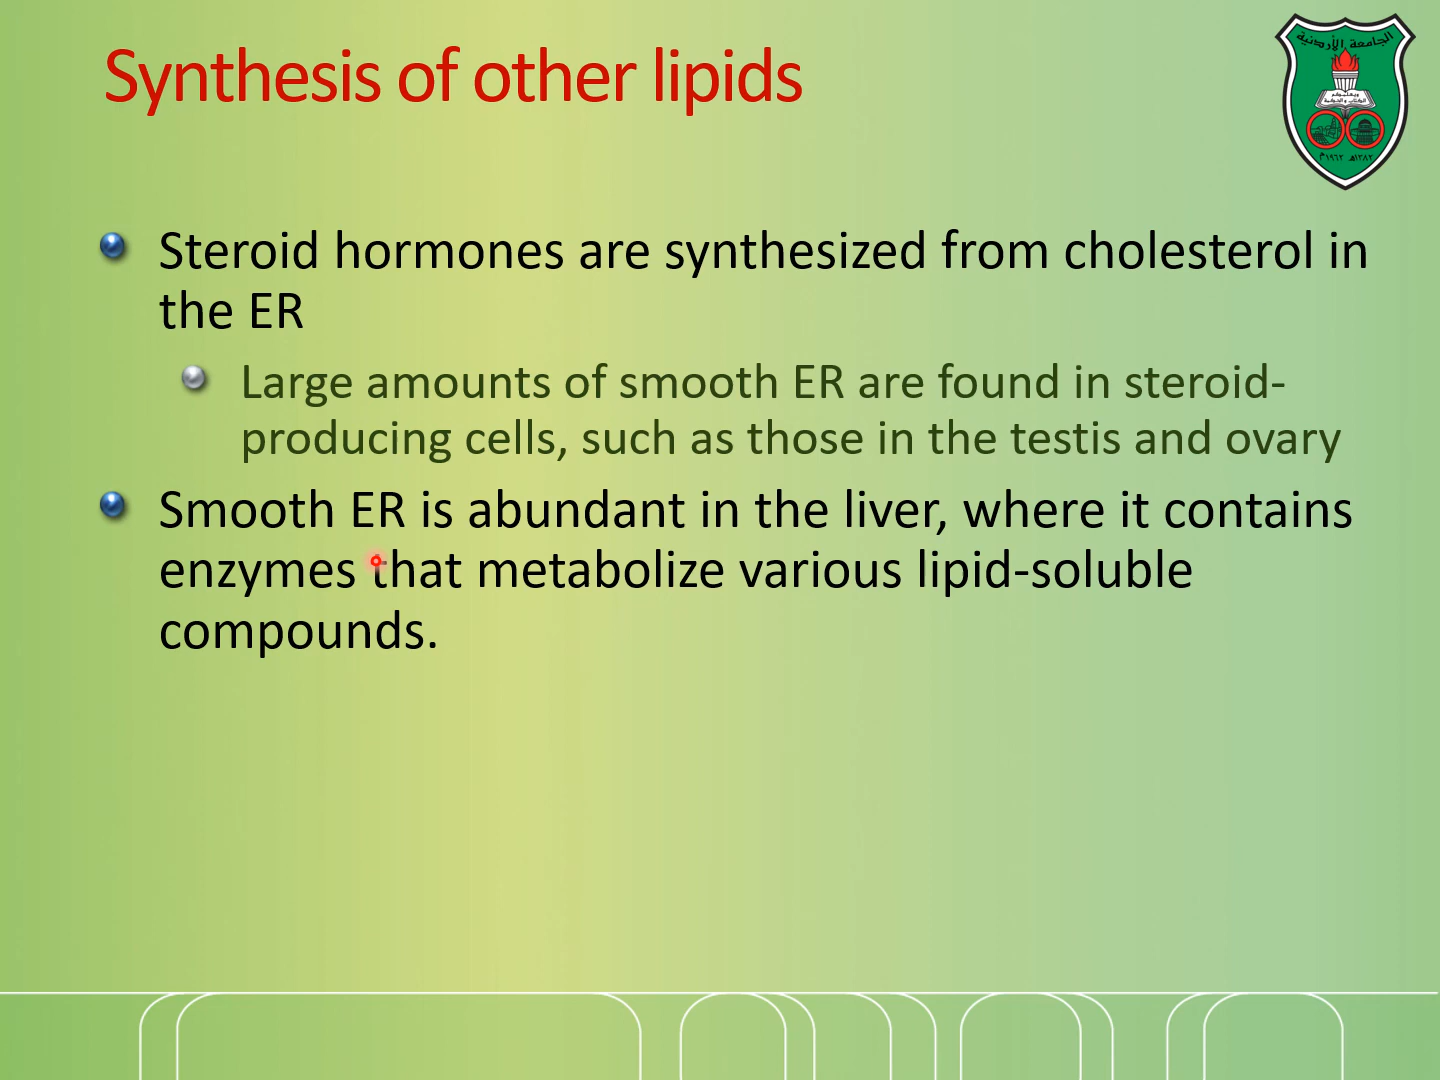 Synthesis of other lipids
الجامعة الأردنية
Steroid hormones are synthesized from cholesterol in
the ER
Large amounts of smooth ER are found in steroid-
producing cells, such as those in the testis and ovary
Smooth ER is abundant in the liver, where it contains
enzymes that metabolize various lipid-soluble
compounds.